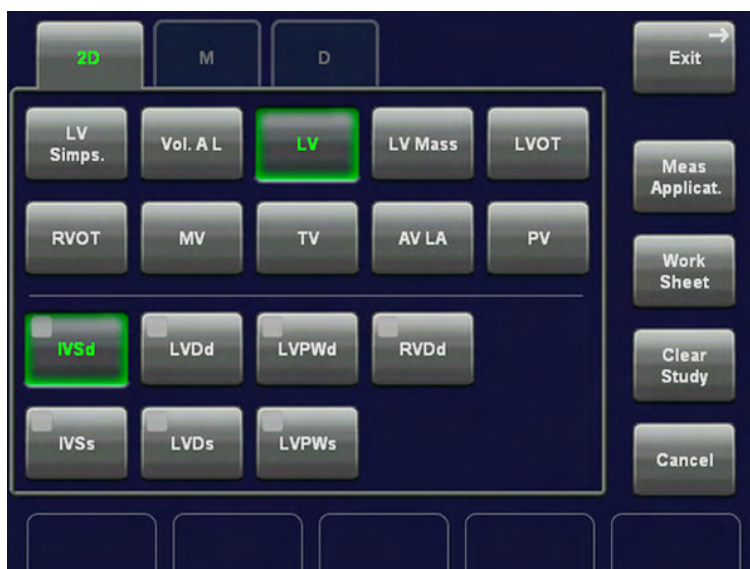 2D
M
D
Exit
LV
Simps.
Vol. A L
LV
LV Mass
LVOT
Meas
Applicat.
RVOT
MV
TV
AV LA
PV
Work
Sheet
IVSd
LVDd
LVPWd
RVDd
Clear
Study
IVSs
LVDs
LVPWs
Cancel